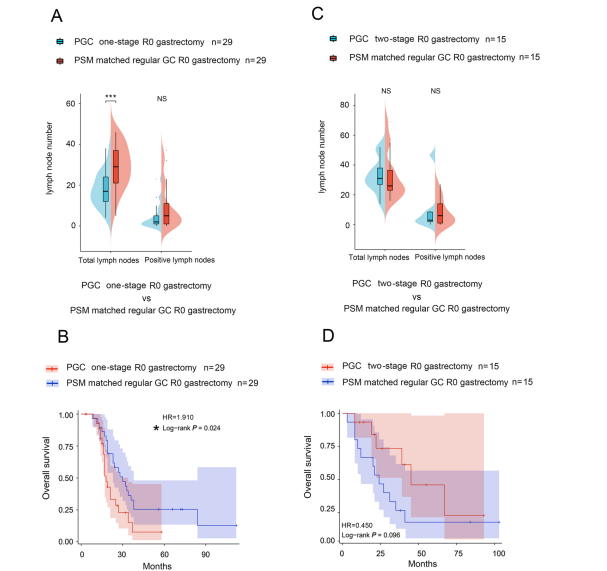 A
PGC one-stage R0 gastrectomy n=29
PSM matched regular GC R0 gastrectomy n=29
***
NS
60
40
20
0
lymph node number
Total lymph nodes
Positive lymph nodes
PGC one-stage R0 gastrectomy
vs
PSM matched regular GC R0 gastrectomy
C
PGC two-stage R0 gastrectomy n=15
PSM matched regular GC R0 gastrectomy n=15
NS
NS
80
60
40
20
0
lymph node number
Total lymph nodes
Positive lymph nodes
PGC two-stage R0 gastrectomy
vs
PSM matched regular GC R0 gastrectomy
B
PGC one-stage R0 gastrectomy n=29
PSM matched regular GC R0 gastrectomy n=29
HR=1.910
* Log-rank P = 0.024
1.00
0.75
0.50
0.25
0.00
Overall survival
0 30 60 90
Months
D
PGC two-stage R0 gastrectomy n=15
PSM matched regular GC R0 gastrectomy n=15
1.00
0.75
0.50
0.25
0.00
Overall survival
HR=0.450
Log-rank P = 0.096
0 25 50 75 100
Months